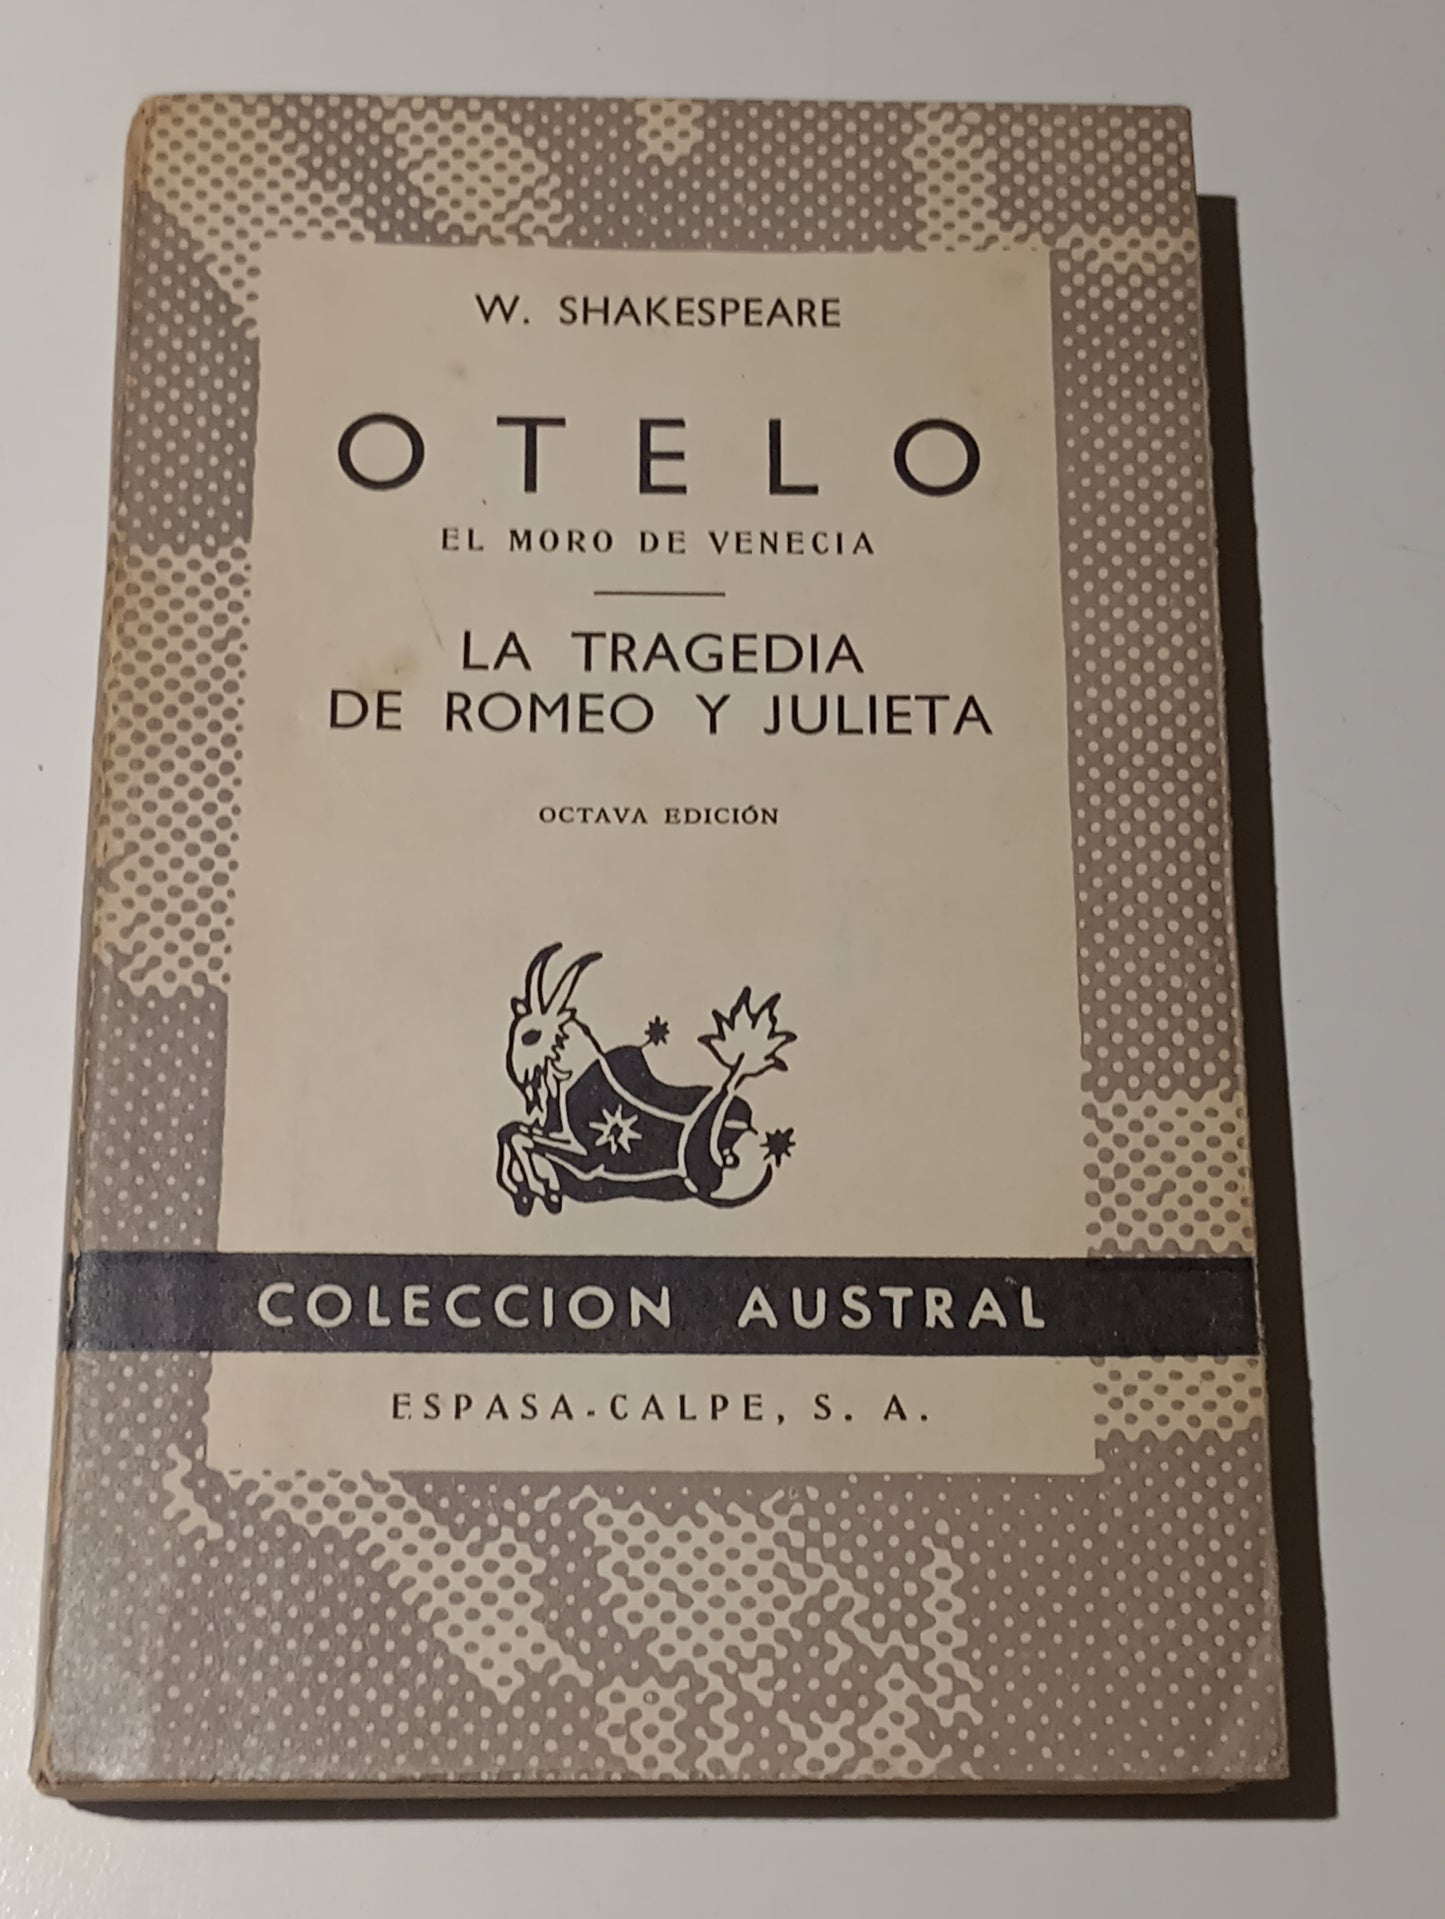 W. SHAKESPEARE
OTELO
EL MORO DE VENECIA
LA TRAGEDIA
DE ROMEO Y JULIETA
OCTAVA EDICIÓN
COLECCION AUSTRAL
ESPASA-CALPE, S. A.